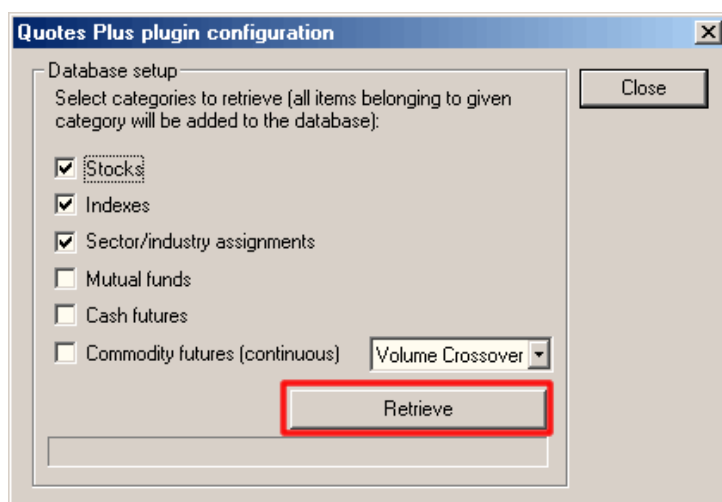 Quotes Plus plugin configuration
Database setup
Select categories to retrieve (all items belonging to given
category will be added to the database):
Close
Stocks
Indexes
Sector/industry assignments
Mutual funds
Cash futures
Commodity futures (continuous) Volume Crossover
Retrieve